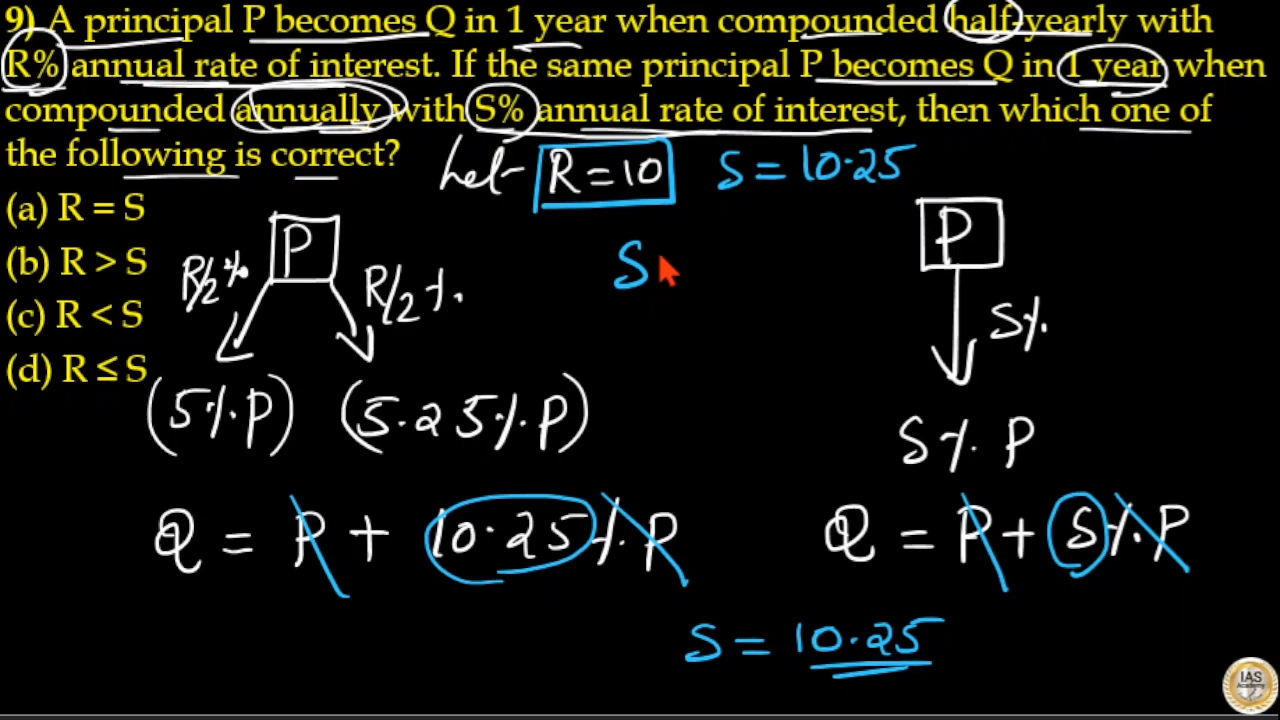 9) A principal P becomes Q in 1 year when compounded half-yearly with
R% annual rate of interest. If the same principal P becomes Q in 1 year when
compounded annually with S% annual rate of interest, then which one of
the following is correct?
let R = 10 S = 10.25
(a) R = S
(b) R > S
(c) R < S
(d) R ≤ S
P
R/2 % R/2 %
(5% P) (5.25% P)
S
P
S%
S% P
Q = P + 10.25% P
Q = P + S% P
S = 10.25
IAS
Academy